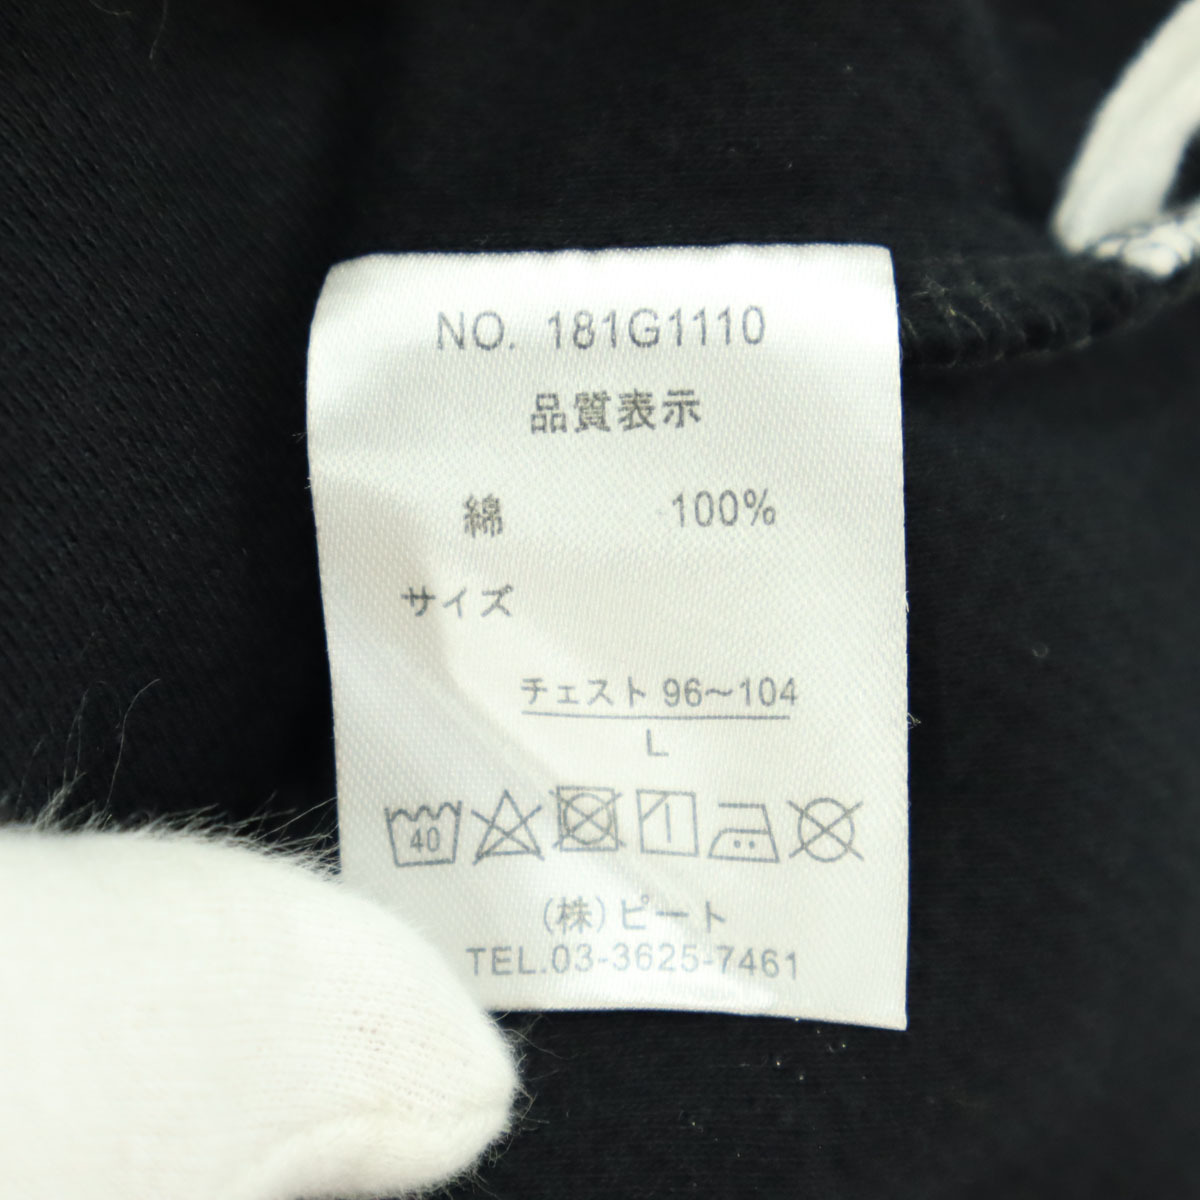 NO. 181G1110
品質表示
綿 100%
サイズ
チェスト 96～104
L
40
(株)ピート
TEL.03-3625-7461